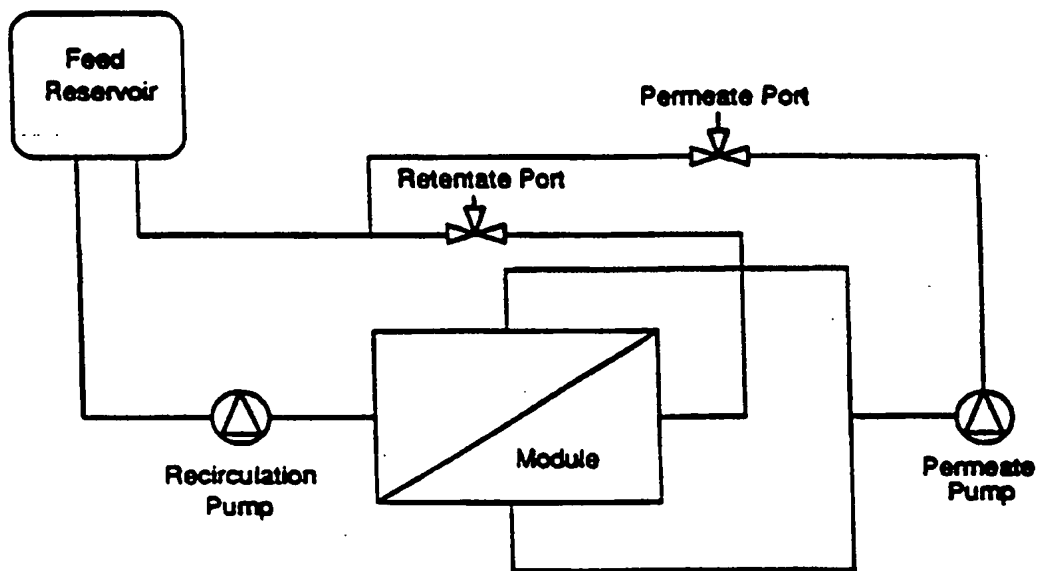 Feed
Reservoir
Permeate Port
Retentate Port
Module
Recirculation
Pump
Permeate
Pump